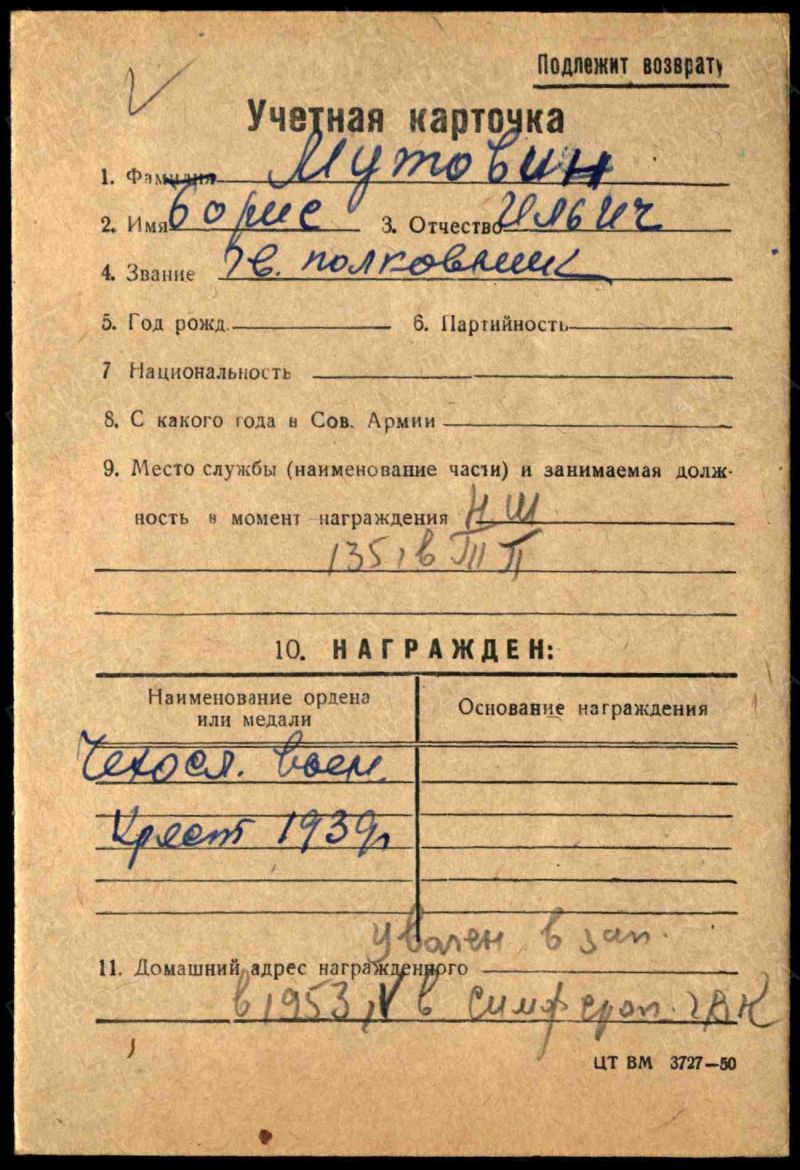 Подлежит возврату
Учетная карточка
1. Фамилия Мутовин
2. Имя Борис 3. Отчество Ильич
4. Звание Гв. полковник
5. Год рожд. 6. Партийность
7 Национальность
8. С какого года в Сов. Армии
9. Место службы (наименование части) и занимаемая долж-
ность в момент награждения НШ
135 гв ТП
10. НАГРАЖДЕН:
Наименование ордена
или медали
Основание награждения
Чехосл. воен.
Крест 1939г
уволен в зап.
11. Домашний адрес награжденного
в 1953, V в Симфероп. ГВК
ЦТ ВМ 3727—50